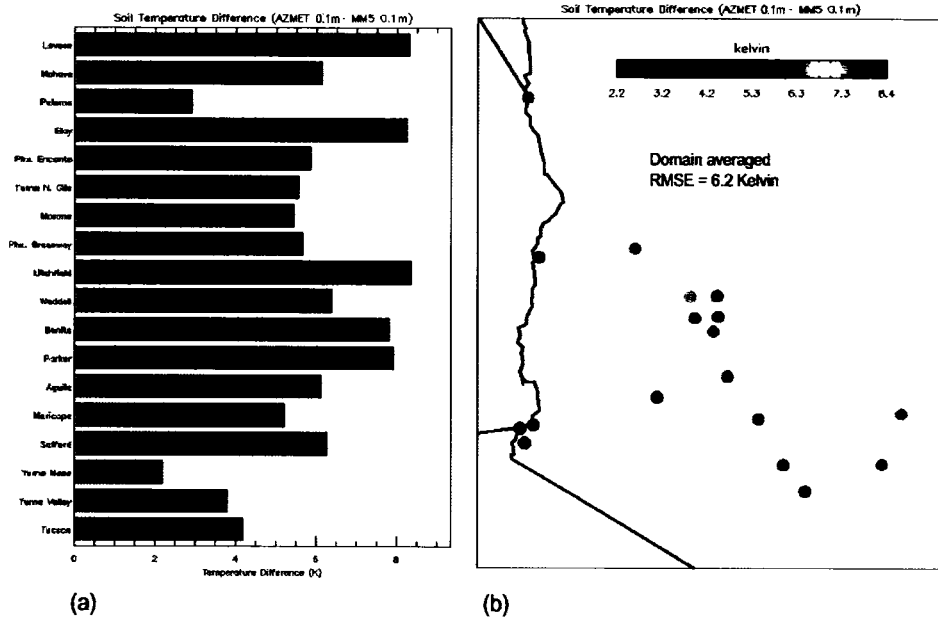 Soil Temperature Difference (AZMET 0.1m - MM5 0.1m)
Mohave
Paloma
Eloy
Phx. Encanto
Yuma N. Gila
Phx. Greenway
Litchfield
Waddell
Bonita
Parker
Aguila
Maricopa
Safford
Yuma Mesa
Yuma Valley
Tucson
0 2 4 6 8
Temperature Difference (K)
(a)
Soil Temperature Difference (AZMET 0.1m - MM5 0.1m)
kelvin
2.2 3.2 4.2 5.3 6.3 7.3 8.4
Domain averaged
RMSE = 6.2 Kelvin
(b)